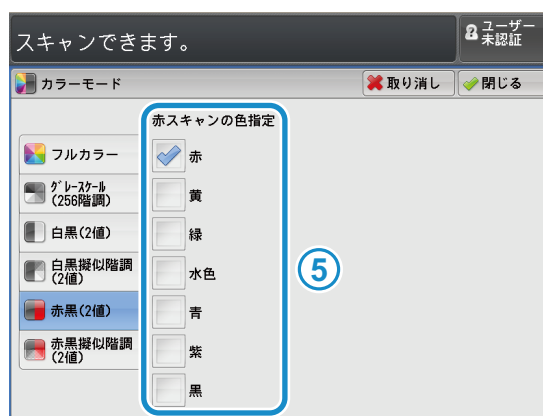 スキャンできます。
ユーザー
未認証
カラーモード
取り消し
閉じる
赤スキャンの色指定
フルカラー
グレースケール
(256階調)
白黒(2値)
白黒擬似階調
(2値)
赤黒(2値)
赤黒擬似階調
(2値)
赤
黄
緑
水色
青
紫
黒
5